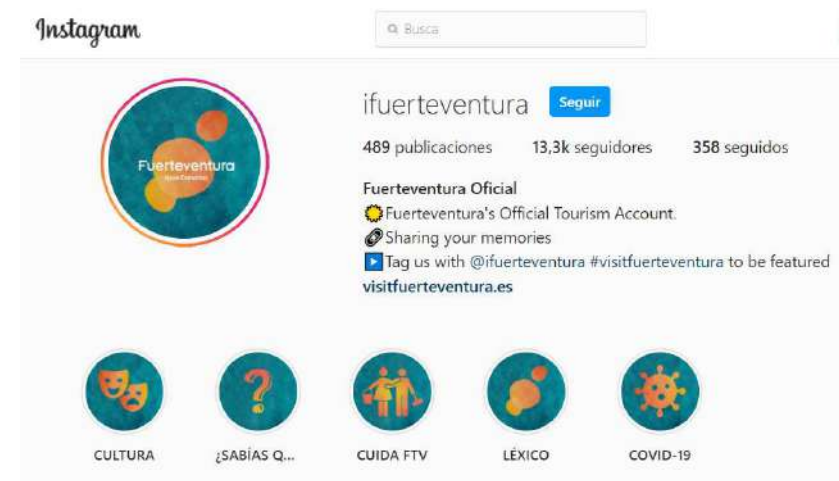 Instagram
Busca
Fuerteventura
ifuerteventura Seguir
489 publicaciones 13,3k seguidores 358 seguidos
Fuerteventura Oficial
Fuerteventura's Official Tourism Account.
Sharing your memories
Tag us with @ifuerteventura #visitfuerteventura to be featured
visitfuerteventura.es
CULTURA ¿SABÍAS Q... CUIDA FTV LÉXICO COVID-19